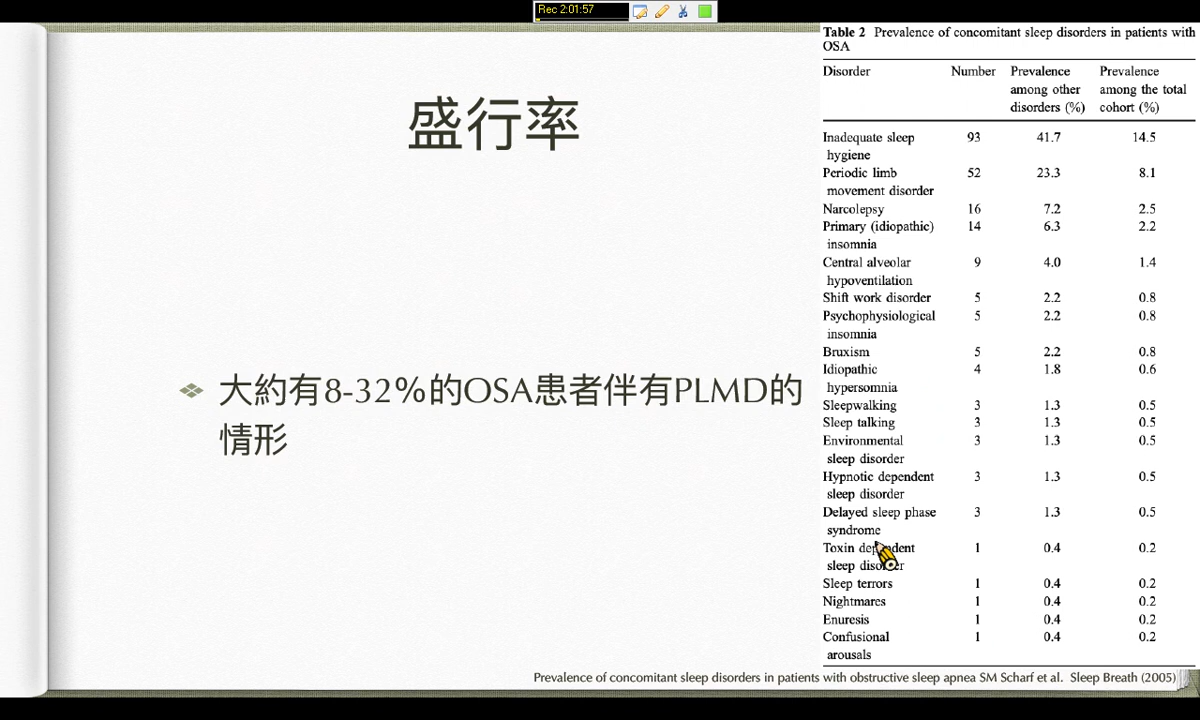 Rec 2:01:57
盛行率
大約有8-32%的OSA患者伴有PLMD的
情形
Table 2 Prevalence of concomitant sleep disorders in patients with
OSA
Disorder Number Prevalence among other disorders (%) Prevalence among the total cohort (%)
Inadequate sleep hygiene 93 41.7 14.5
Periodic limb movement disorder 52 23.3 8.1
Narcolepsy 16 7.2 2.5
Primary (idiopathic) insomnia 14 6.3 2.2
Central alveolar hypoventilation 9 4.0 1.4
Shift work disorder 5 2.2 0.8
Psychophysiological insomnia 5 2.2 0.8
Bruxism 5 2.2 0.8
Idiopathic hypersomnia 4 1.8 0.6
Sleepwalking 3 1.3 0.5
Sleep talking 3 1.3 0.5
Environmental sleep disorder 3 1.3 0.5
Hypnotic dependent sleep disorder 3 1.3 0.5
Delayed sleep phase syndrome 3 1.3 0.5
Toxin dependent sleep disorder 1 0.4 0.2
Sleep terrors 1 0.4 0.2
Nightmares 1 0.4 0.2
Enuresis 1 0.4 0.2
Confusional arousals 1 0.4 0.2
Prevalence of concomitant sleep disorders in patients with obstructive sleep apnea SM Scharf et al. Sleep Breath (2005)